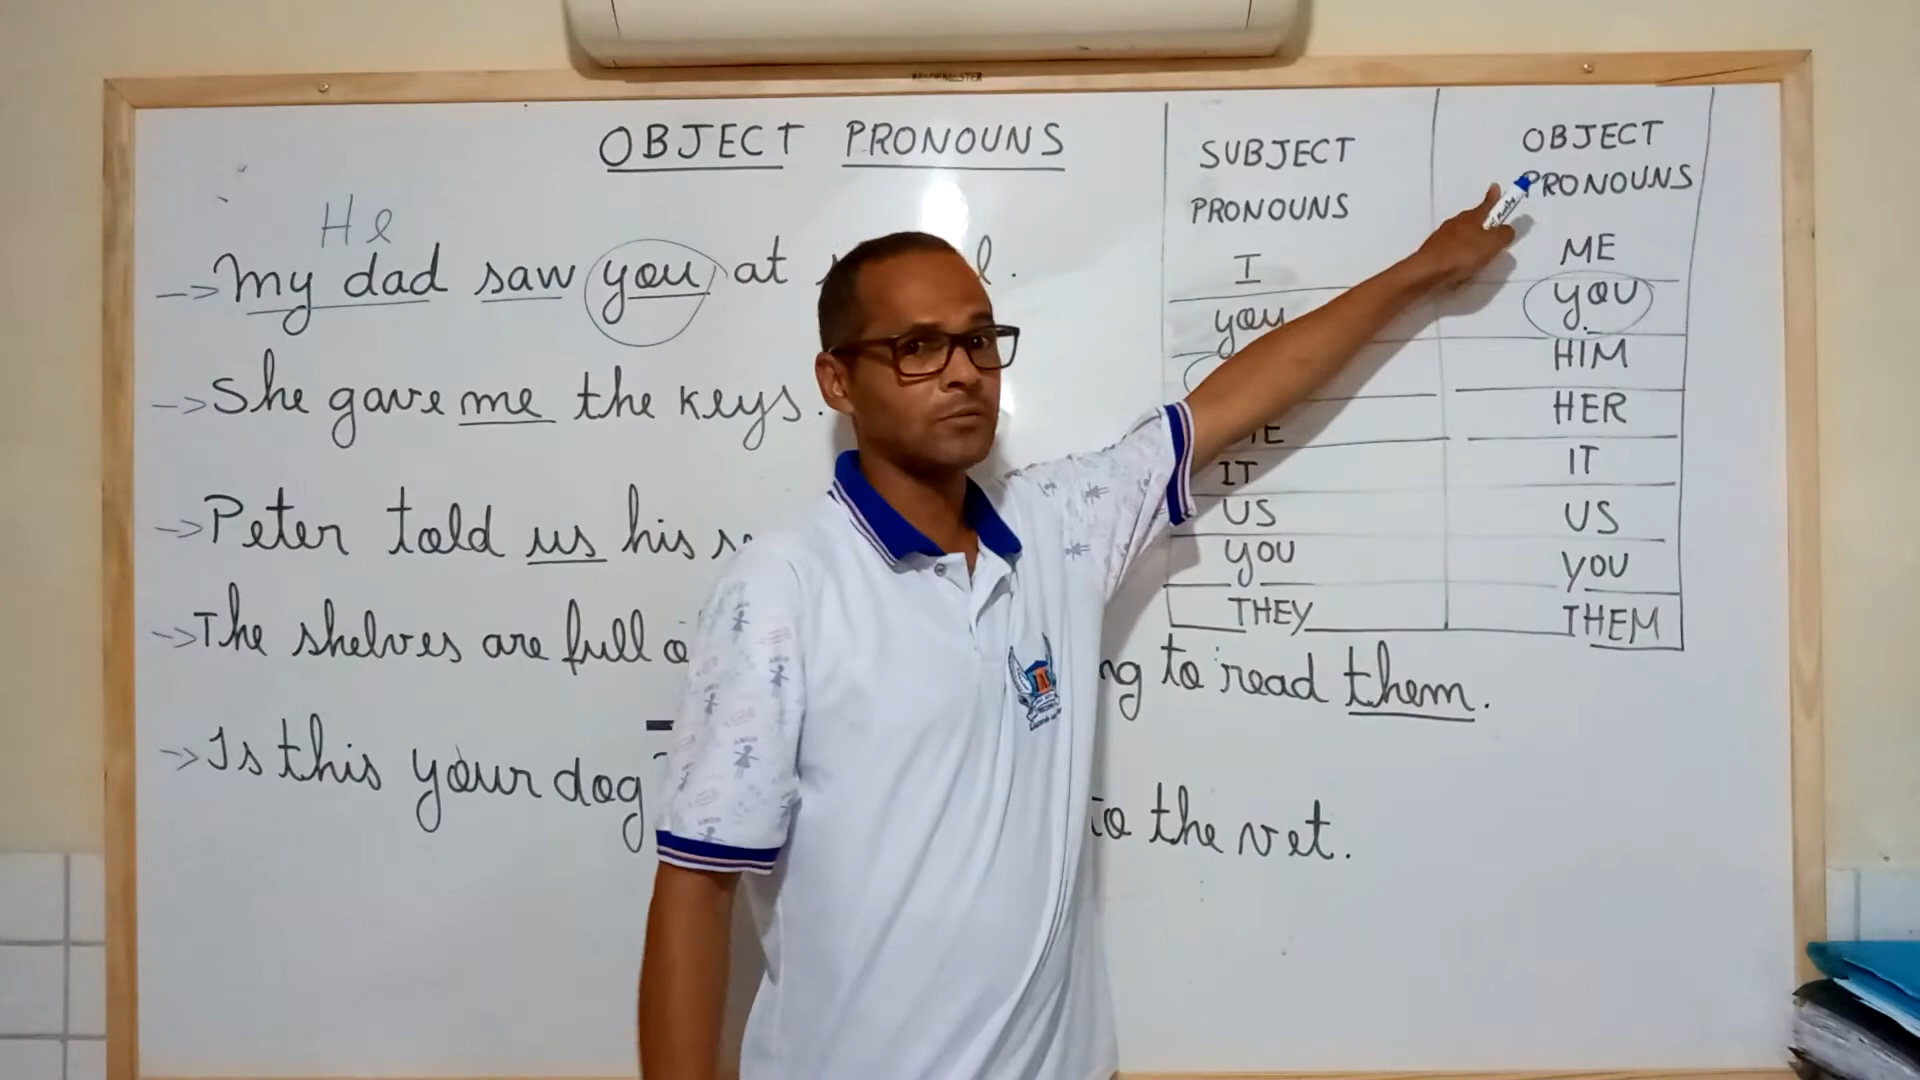 OBJECT PRONOUNS
He
-> My dad saw you at
-> She gave me the keys.
-> Peter told us his
-> The shelves are full to read them.
-> Is this your dog to the vet.
SUBJECT PRONOUNS
OBJECT PRONOUNS
I ME
you you
HIM
HER
IT IT
US US
you you
THEY THEM